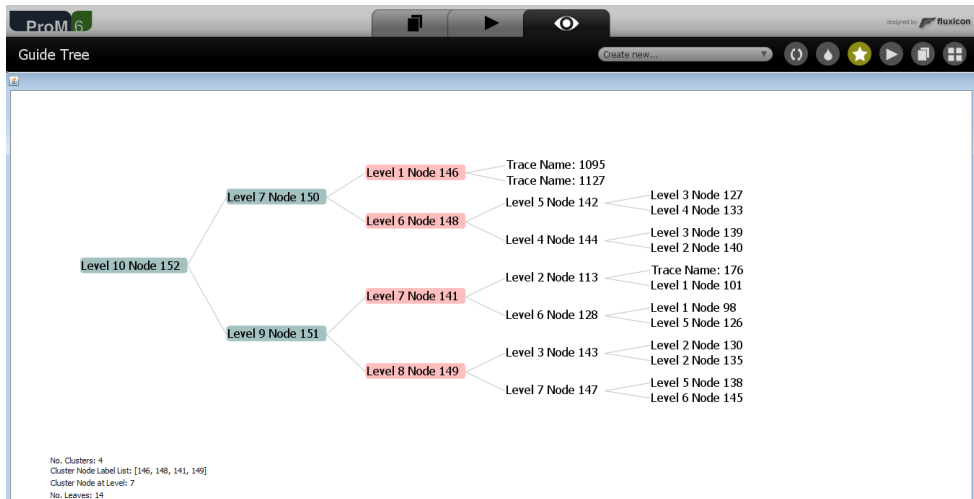 ProM 6
designed by fluxicon
Guide Tree
Create new...
Level 10 Node 152
Level 7 Node 150
Level 9 Node 151
Level 1 Node 146
Level 6 Node 148
Level 7 Node 141
Level 8 Node 149
Trace Name: 1095
Trace Name: 1127
Level 5 Node 142
Level 4 Node 144
Level 2 Node 113
Level 6 Node 128
Level 3 Node 143
Level 7 Node 147
Level 3 Node 127
Level 4 Node 133
Level 3 Node 139
Level 2 Node 140
Trace Name: 176
Level 1 Node 101
Level 1 Node 98
Level 5 Node 126
Level 2 Node 130
Level 2 Node 135
Level 5 Node 138
Level 6 Node 145
No. Clusters: 4
Cluster Node Label List: [146, 148, 141, 149]
Cluster Node at Level: 7
No. Leaves: 14